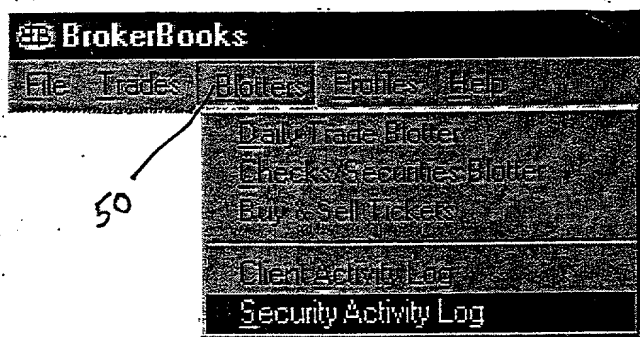 BrokerBooks
File Trades Blotters Profiles Help
Daily Trade Blotter
Checks/Securities Blotter
Buy & Sell Tickets
Client Activity Log
Security Activity Log
50